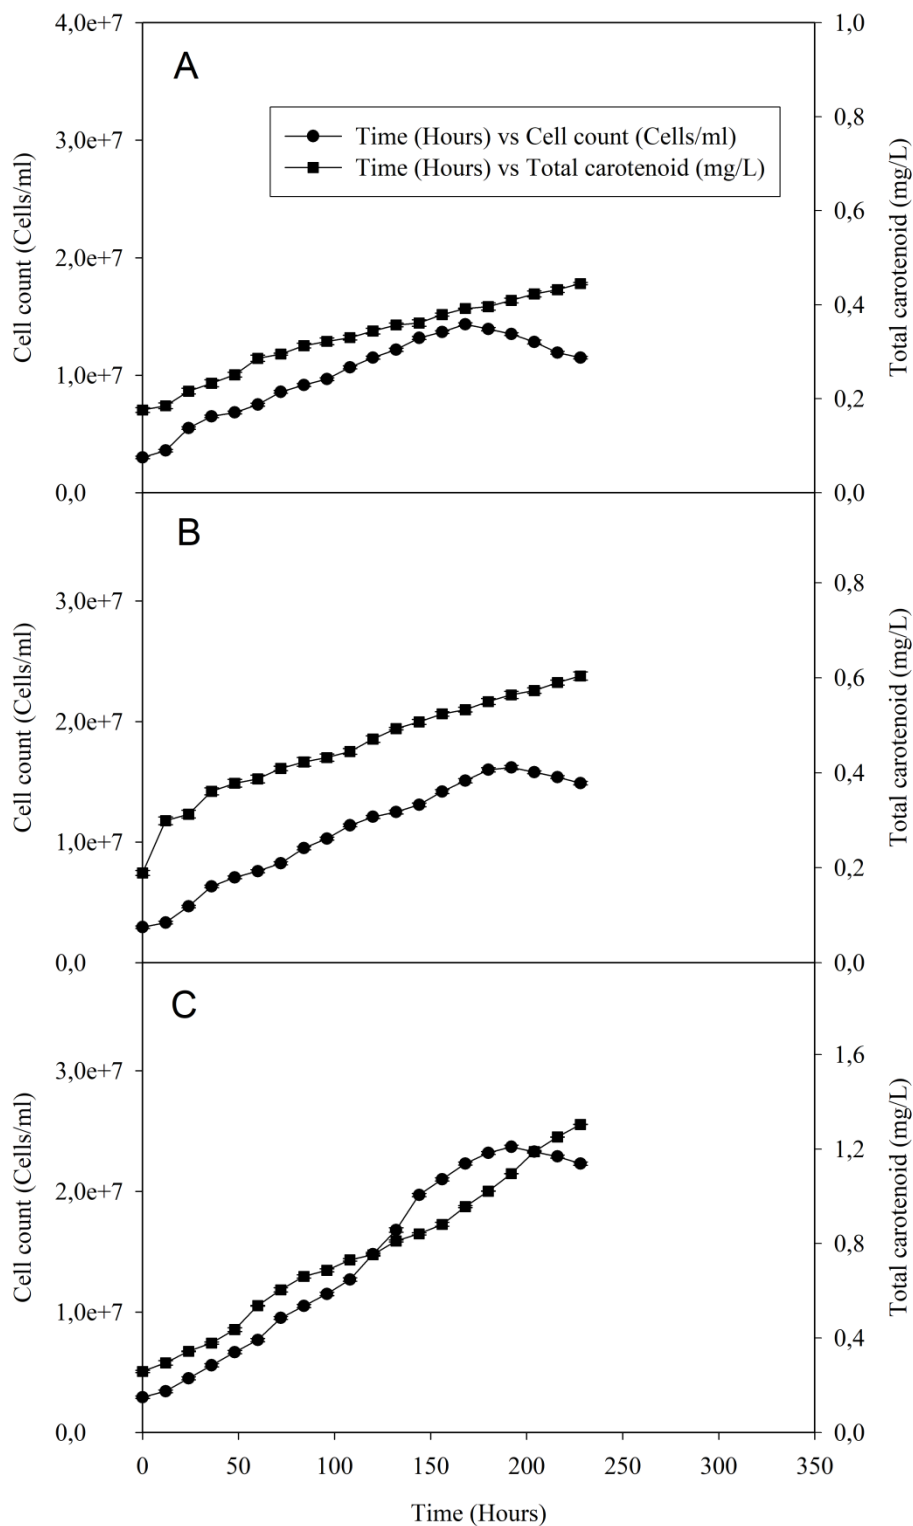 4,0e+7
1,0
A
Time (Hours) vs Cell count (Cells/ml)
Time (Hours) vs Total carotenoid (mg/L)
3,0e+7
0,8
Cell count (Cells/ml)
Total carotenoid (mg/L)
2,0e+7
0,6
0,4
1,0e+7
0,2
0,0
0,0
B
0,8
3,0e+7
Cell count (Cells/ml)
Total carotenoid (mg/L)
0,6
2,0e+7
0,4
1,0e+7
0,2
0,0
0,0
C
1,6
3,0e+7
Cell count (Cells/ml)
Total carotenoid (mg/L)
1,2
2,0e+7
0,8
1,0e+7
0,4
0,0
0,0
0 50 100 150 200 250 300 350
Time (Hours)